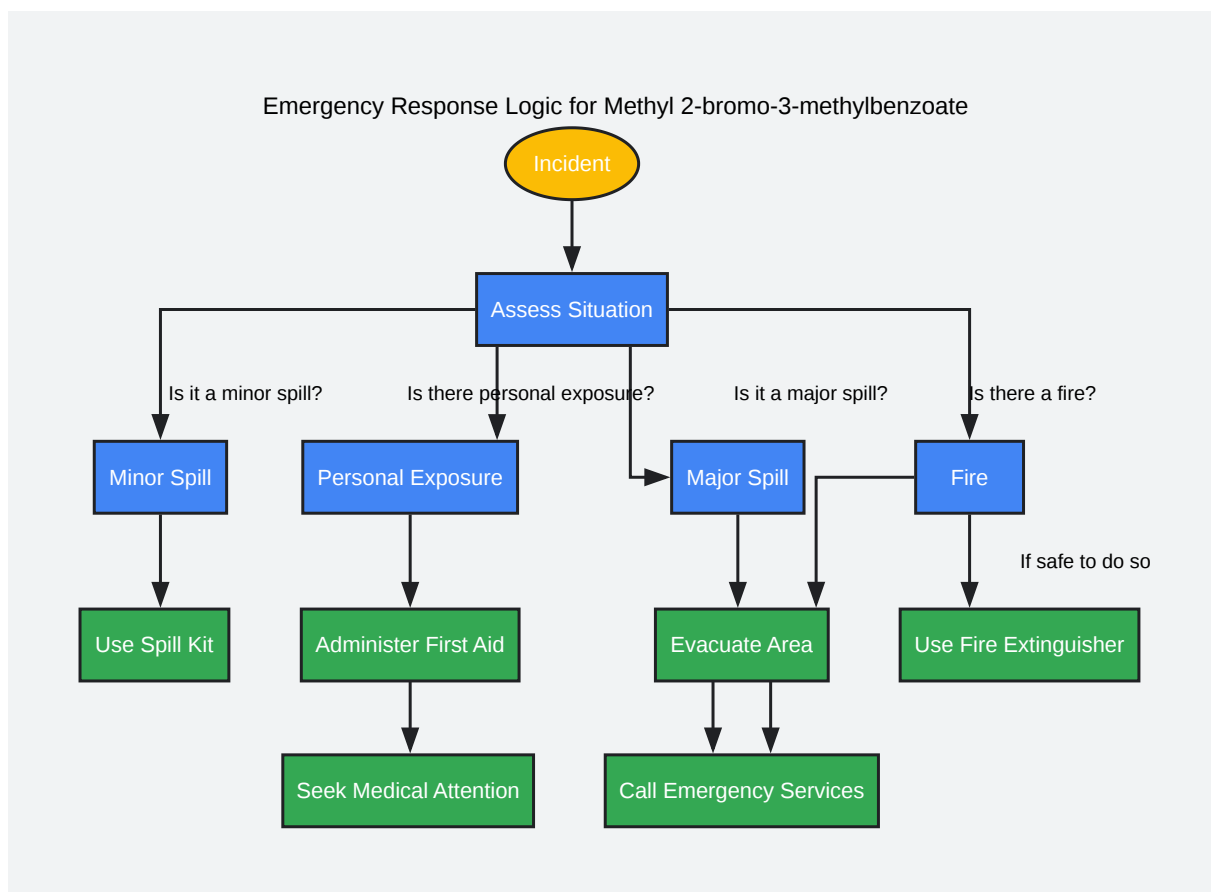 Emergency Response Logic for Methyl 2-bromo-3-methylbenzoate
Incident
Assess Situation
Is it a minor spill?
Is there personal exposure?
Is it a major spill?
Is there a fire?
Minor Spill
Personal Exposure
Major Spill
Fire
If safe to do so
Use Spill Kit
Administer First Aid
Evacuate Area
Use Fire Extinguisher
Seek Medical Attention
Call Emergency Services